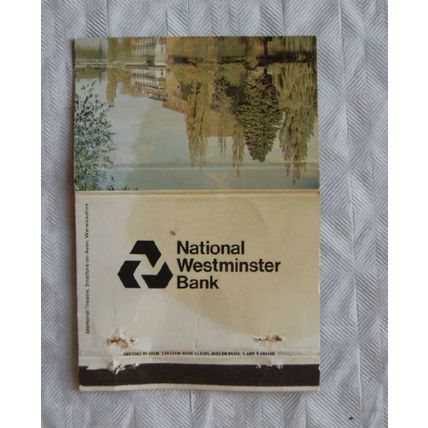 National
Westminster
Bank
Memorial Theatre, Stratford-on-Avon, Warwickshire